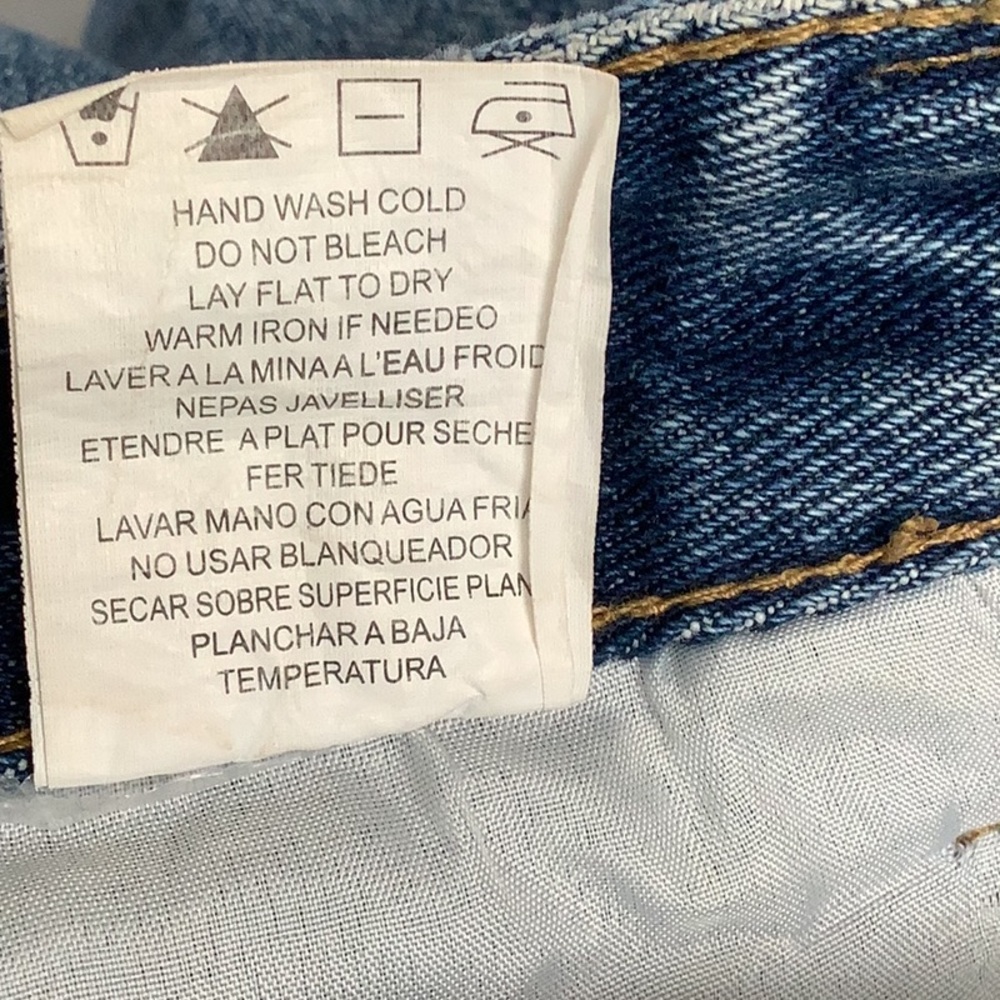 HAND WASH COLD
DO NOT BLEACH
LAY FLAT TO DRY
WARM IRON IF NEEDEO
LAVER A LA MINA A L'EAU FROID
NEPAS JAVELLISER
ETENDRE A PLAT POUR SECHE
FER TIEDE
LAVAR MANO CON AGUA FRIA
NO USAR BLANQUEADOR
SECAR SOBRE SUPERFICIE PLAN
PLANCHAR A BAJA
TEMPERATURA